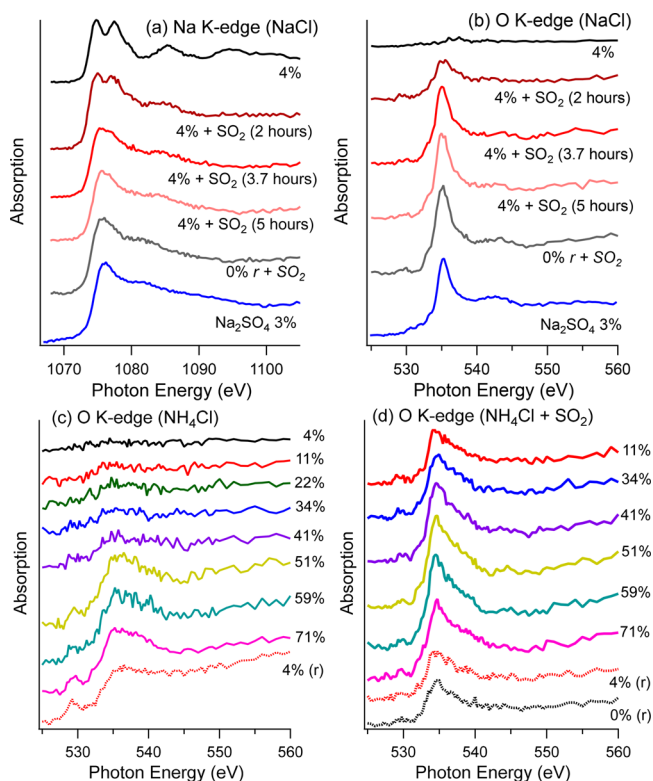 (a) Na K-edge (NaCl)
4%
4% + SO₂ (2 hours)
4% + SO₂ (3.7 hours)
4% + SO₂ (5 hours)
0% r + SO₂
Na₂SO₄ 3%
Absorption
1070 1080 1090 1100
Photon Energy (eV)
(b) O K-edge (NaCl)
4%
4% + SO₂ (2 hours)
4% + SO₂ (3.7 hours)
4% + SO₂ (5 hours)
0% r + SO₂
Na₂SO₄ 3%
Absorption
530 540 550 560
Photon Energy (eV)
(c) O K-edge (NH₄Cl)
4%
11%
22%
34%
41%
51%
59%
71%
4% (r)
Absorption
530 540 550 560
Photon Energy (eV)
(d) O K-edge (NH₄Cl + SO₂)
11%
34%
41%
51%
59%
71%
4% (r)
0% (r)
Absorption
530 540 550 560
Photon Energy (eV)